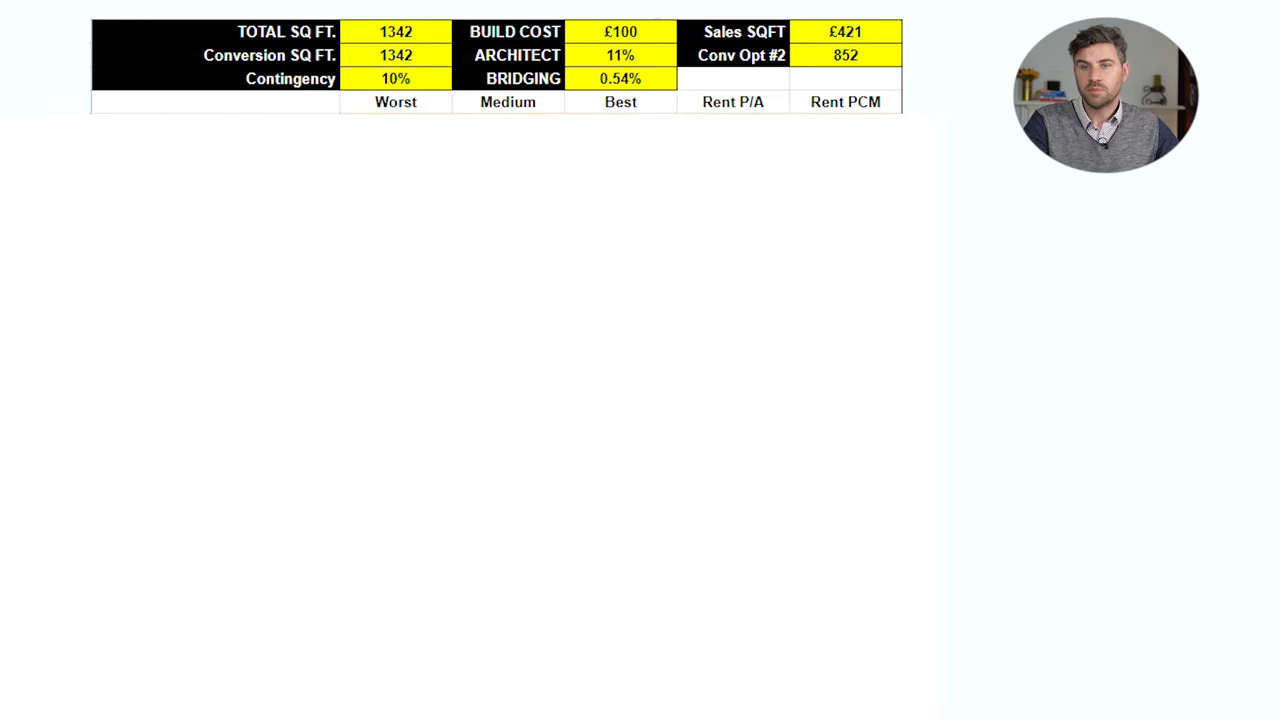 TOTAL SQ FT. 1342 BUILD COST £100 Sales SQFT £421
Conversion SQ FT. 1342 ARCHITECT 11% Conv Opt #2 852
Contingency 10% BRIDGING 0.54%
Worst Medium Best Rent P/A Rent PCM